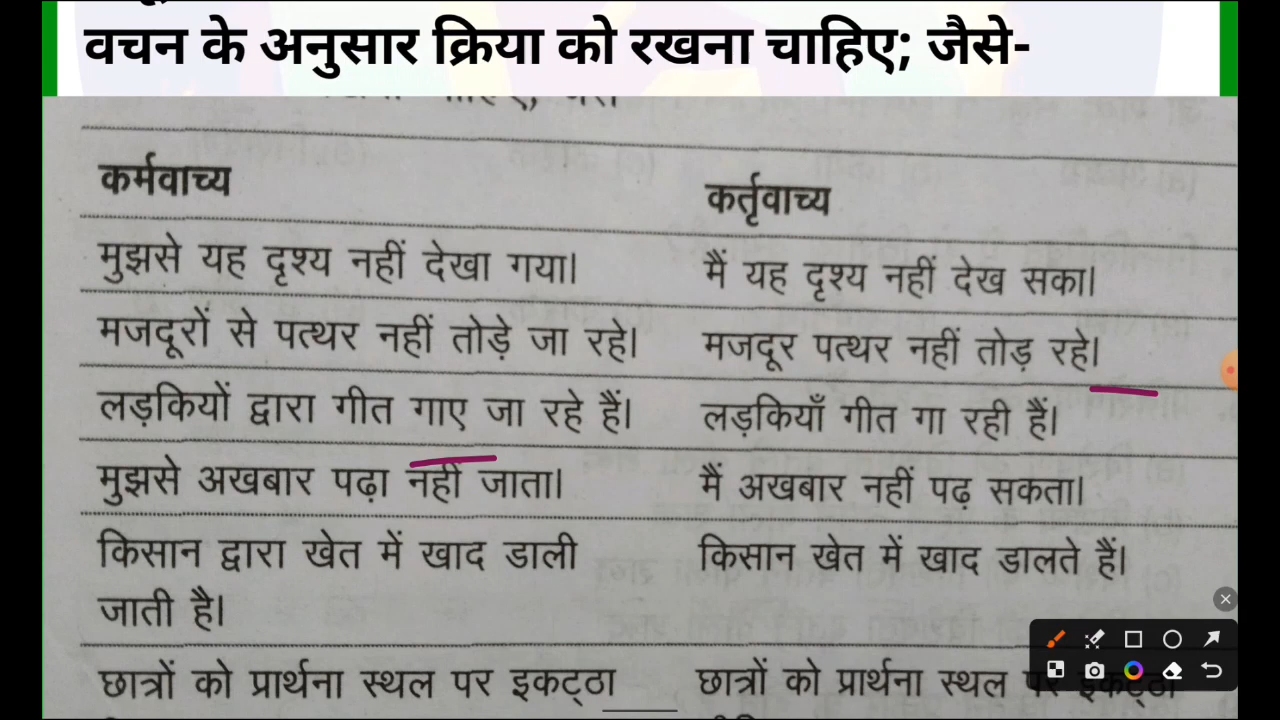 वचन के अनुसार क्रिया को रखना चाहिए; जैसे-
कर्मवाच्य कर्तृवाच्य
मुझसे यह दृश्य नहीं देखा गया। मैं यह दृश्य नहीं देख सका।
मजदूरों से पत्थर नहीं तोड़े जा रहे। मजदूर पत्थर नहीं तोड़ रहे।
लड़कियों द्वारा गीत गाए जा रहे हैं। लड़कियाँ गीत गा रही हैं।
मुझसे अखबार पढ़ा नहीं जाता। मैं अखबार नहीं पढ़ सकता।
किसान द्वारा खेत में खाद डाली किसान खेत में खाद डालते हैं।
जाती है।
छात्रों को प्रार्थना स्थल पर इकट्ठा छात्रों को प्रार्थना स्थल पर इकट्ठा